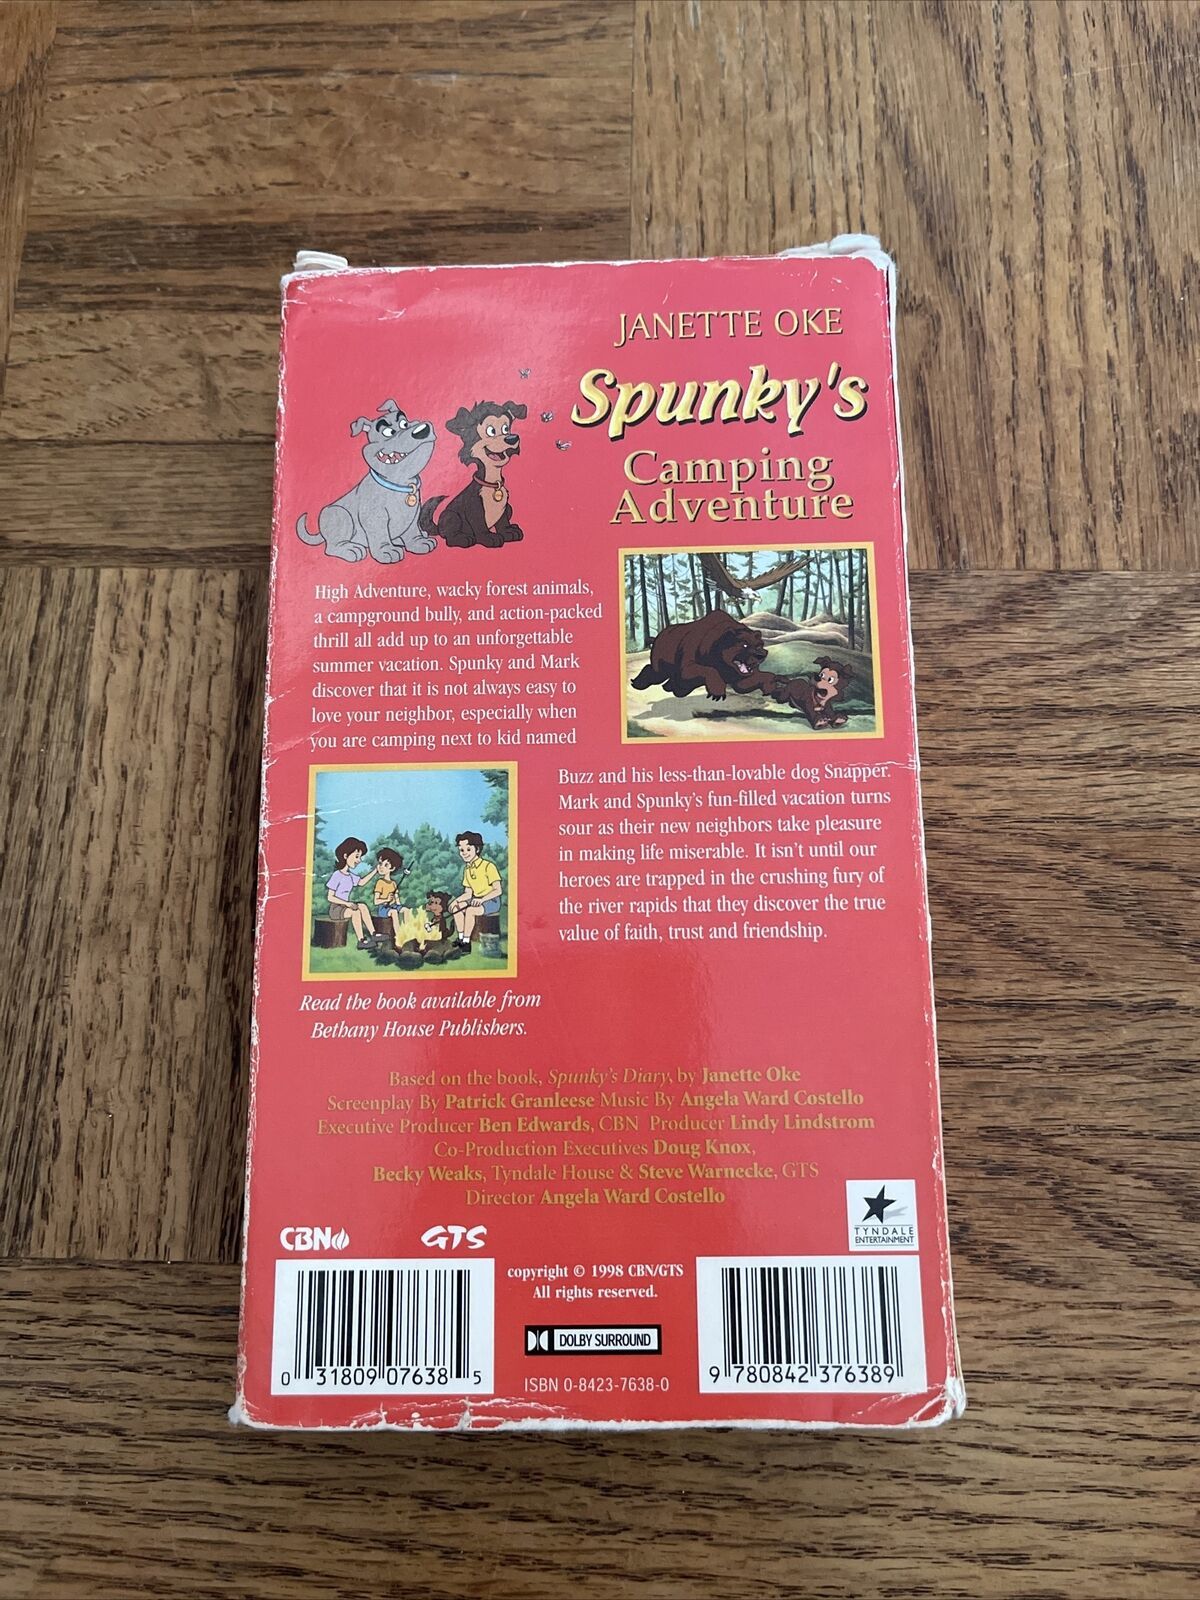 JANETTE OKE
Spunky's
Camping
Adventure
High Adventure, wacky forest animals,
a campground bully, and action-packed
thrill all add up to an unforgettable
summer vacation. Spunky and Mark
discover that it is not always easy to
love your neighbor, especially when
you are camping next to kid named
Buzz and his less-than-lovable dog Snapper.
Mark and Spunky's fun-filled vacation turns
sour as their new neighbors take pleasure
in making life miserable. It isn't until our
heroes are trapped in the crushing fury of
the river rapids that they discover the true
value of faith, trust and friendship.
Read the book available from
Bethany House Publishers.
Based on the book, Spunky's Diary, by Janette Oke
Screenplay By Patrick Granleese Music By Angela Ward Costello
Executive Producer Ben Edwards, CBN Producer Lindy Lindstrom
Co-Production Executives Doug Knox,
Becky Weaks, Tyndale House & Steve Warnecke, GTS
Director Angela Ward Costello
CBN
GTS
TYNDALE
ENTERTAINMENT
copyright © 1998 CBN/GTS
All rights reserved.
DOLBY SURROUND
ISBN 0-8423-7638-0
0 31809 07638 5
9 780842 376389